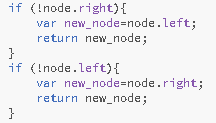 if (!node.right){
    var new_node=node.left;
    return new_node;
}
if (!node.left){
    var new_node=node.right;
    return new_node;
}